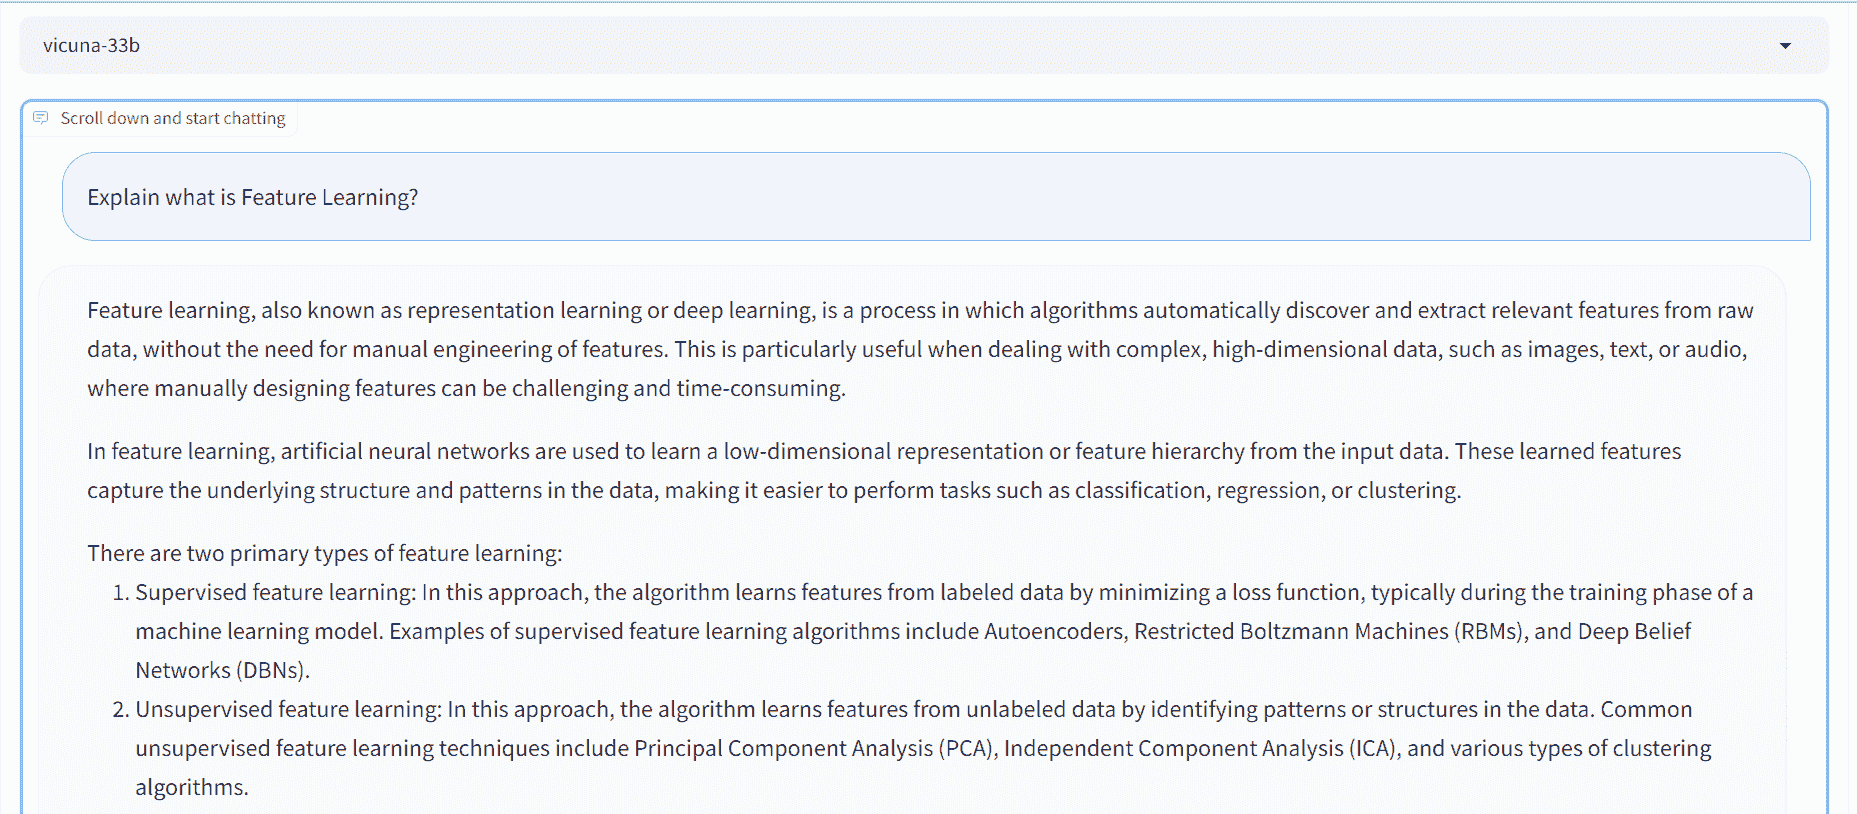 vicuna-33b
Scroll down and start chatting
Explain what is Feature Learning?
Feature learning, also known as representation learning or deep learning, is a process in which algorithms automatically discover and extract relevant features from raw
data, without the need for manual engineering of features. This is particularly useful when dealing with complex, high-dimensional data, such as images, text, or audio,
where manually designing features can be challenging and time-consuming.
In feature learning, artificial neural networks are used to learn a low-dimensional representation or feature hierarchy from the input data. These learned features
capture the underlying structure and patterns in the data, making it easier to perform tasks such as classification, regression, or clustering.
There are two primary types of feature learning:
1. Supervised feature learning: In this approach, the algorithm learns features from labeled data by minimizing a loss function, typically during the training phase of a
machine learning model. Examples of supervised feature learning algorithms include Autoencoders, Restricted Boltzmann Machines (RBMs), and Deep Belief
Networks (DBNs).
2. Unsupervised feature learning: In this approach, the algorithm learns features from unlabeled data by identifying patterns or structures in the data. Common
unsupervised feature learning techniques include Principal Component Analysis (PCA), Independent Component Analysis (ICA), and various types of clustering
algorithms.